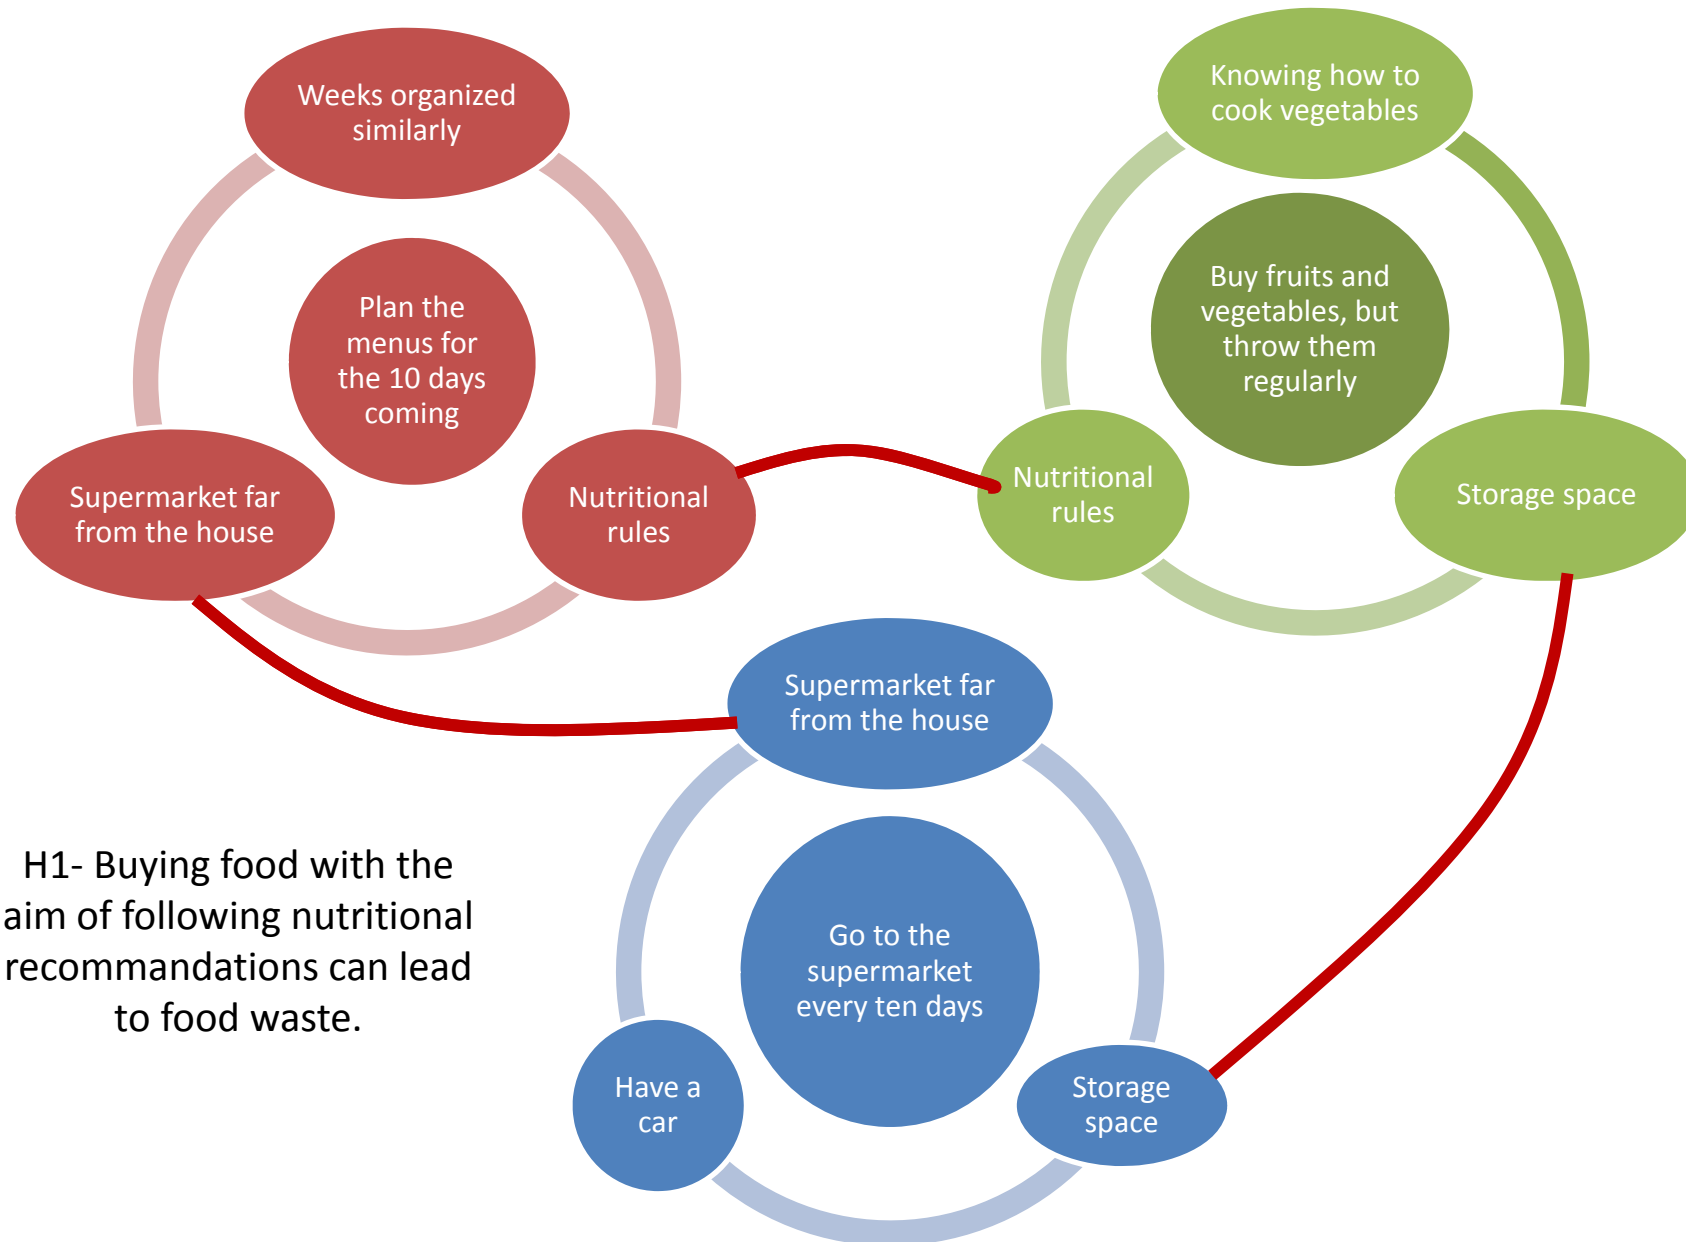 Weeks organized
similarly
Plan the
menus for
the 10 days
coming
Supermarket far
from the house
Nutritional
rules
Knowing how to
cook vegetables
Buy fruits and
vegetables, but
throw them
regularly
Nutritional
rules
Storage space
Supermarket far
from the house
Go to the
supermarket
every ten days
Have a
car
Storage
space
H1- Buying food with the
aim of following nutritional
recommandations can lead
to food waste.